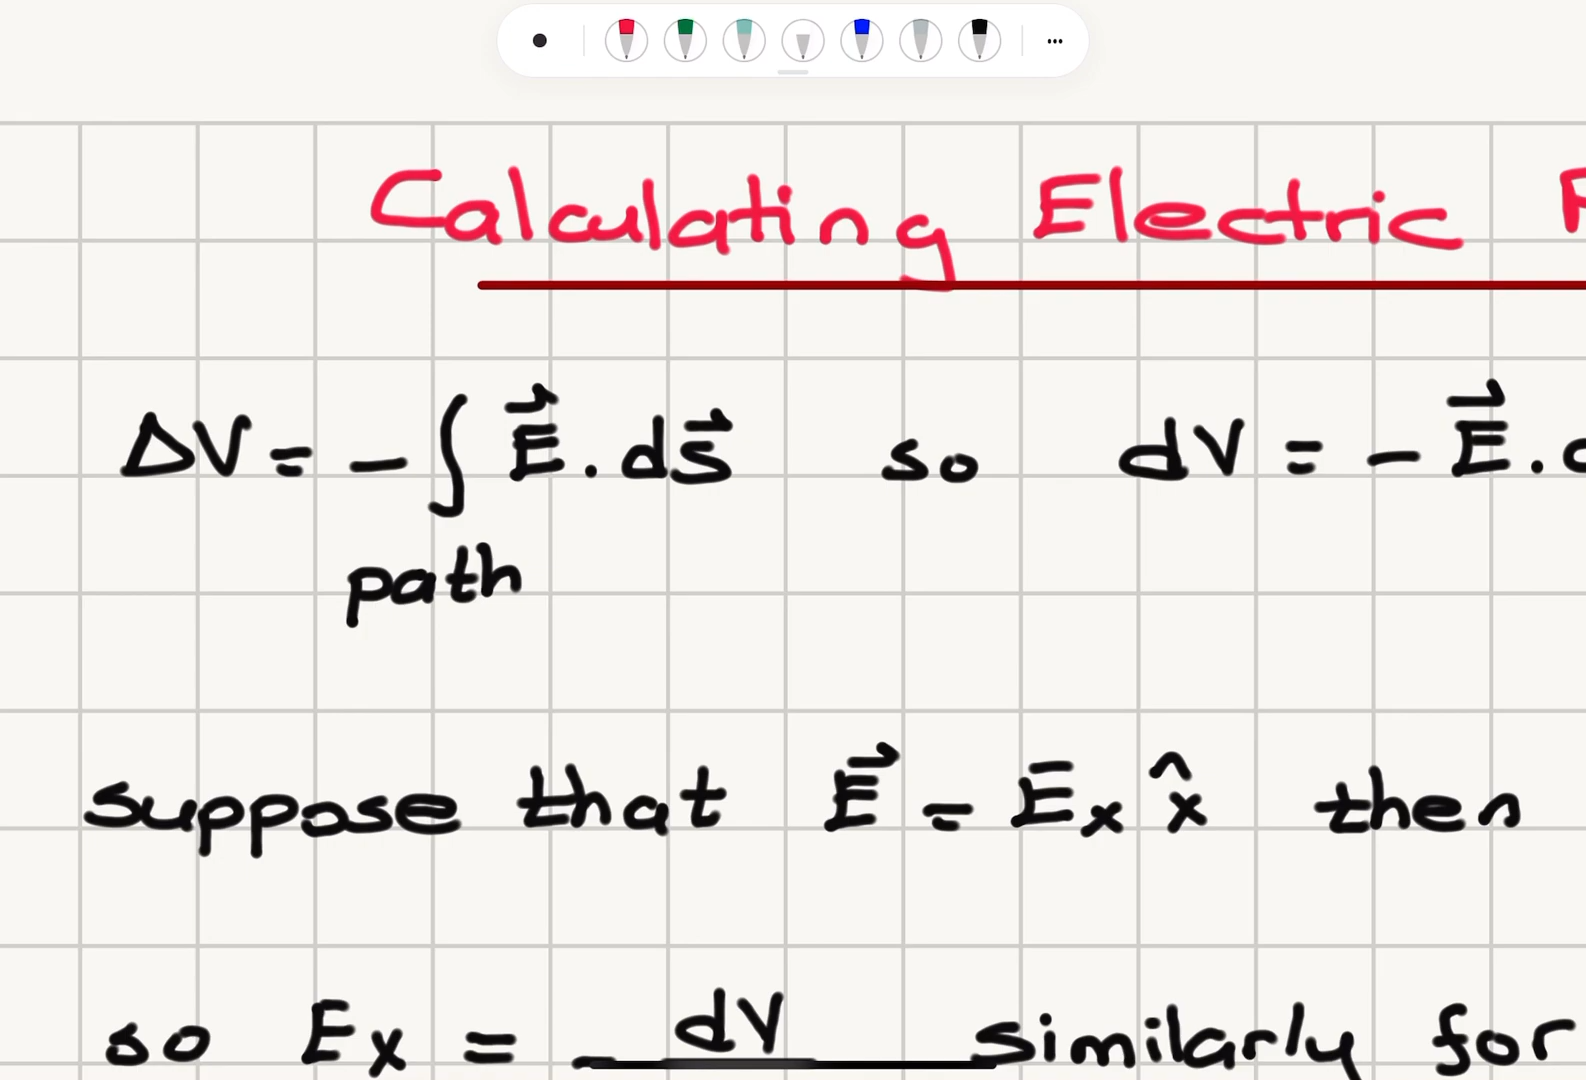 Calculating Electric
ΔV = - ∫ E⃗ . ds⃗ so dV = - E⃗ .
path
suppose that E⃗ = Eₓ x̂ then
so Ex = - dV similarly for